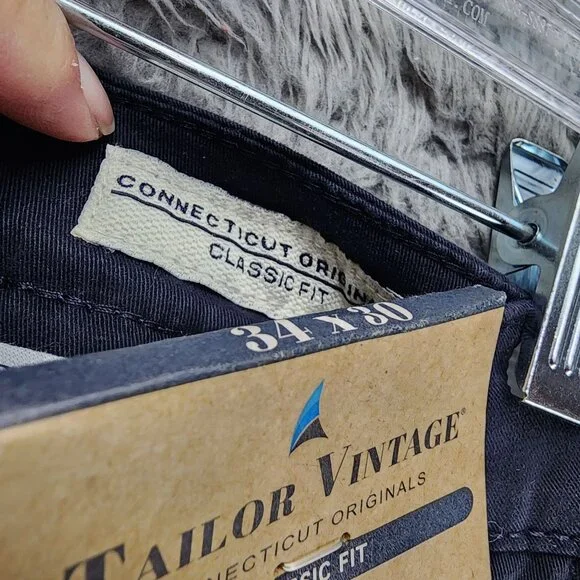 CONNECTICUT ORIGIN
CLASSIC FIT
34 x 30
TAILOR VINTAGE®
CONNECTICUT ORIGINALS
SIC FIT